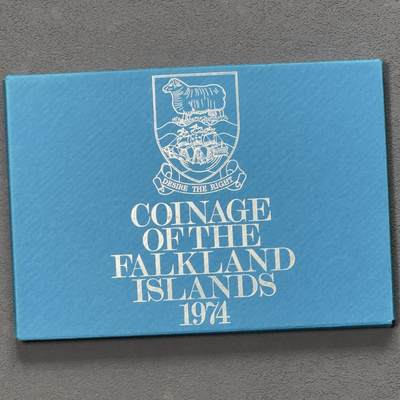 DESIRE THE RIGHT
COINAGE
OF THE
FALKLAND
ISLANDS
1974